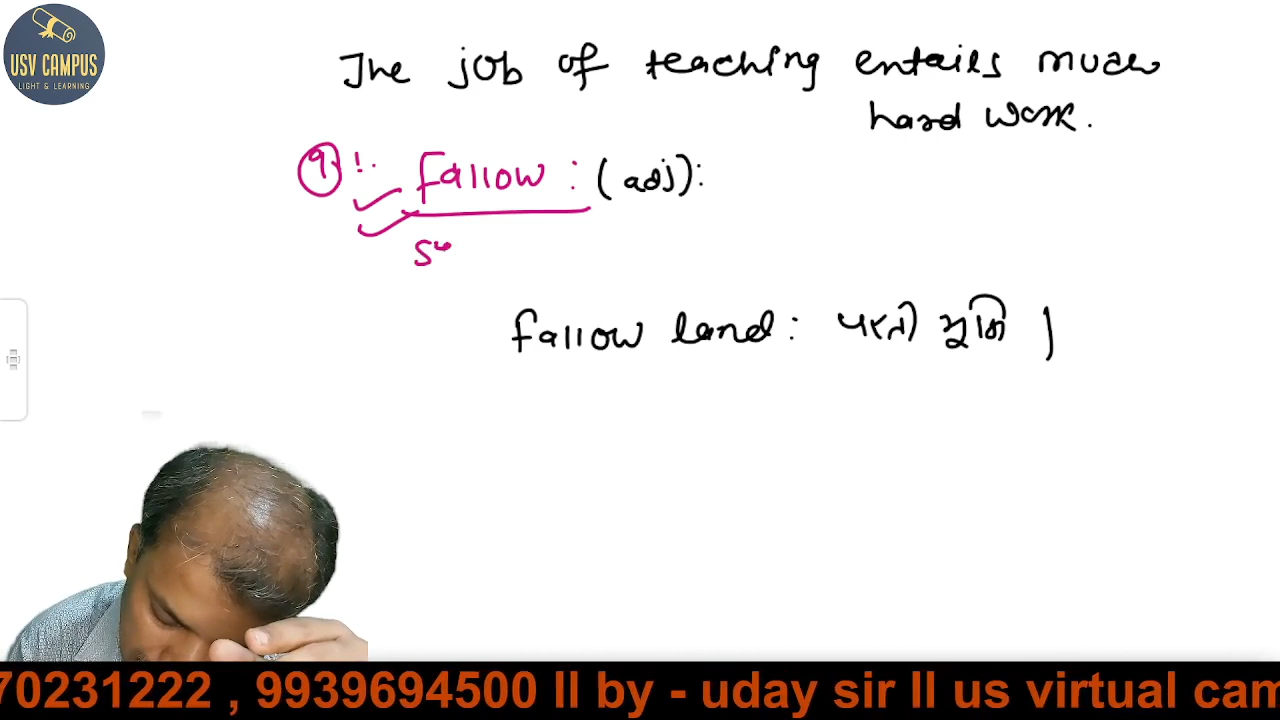 USV CAMPUS
LIGHT & LEARNING
The job of teaching entails much
hard work.
9 !. fallow : (adj):
fallow land: परती भूमि |
70231222 , 9939694500 ll by - uday sir ll us virtual cam